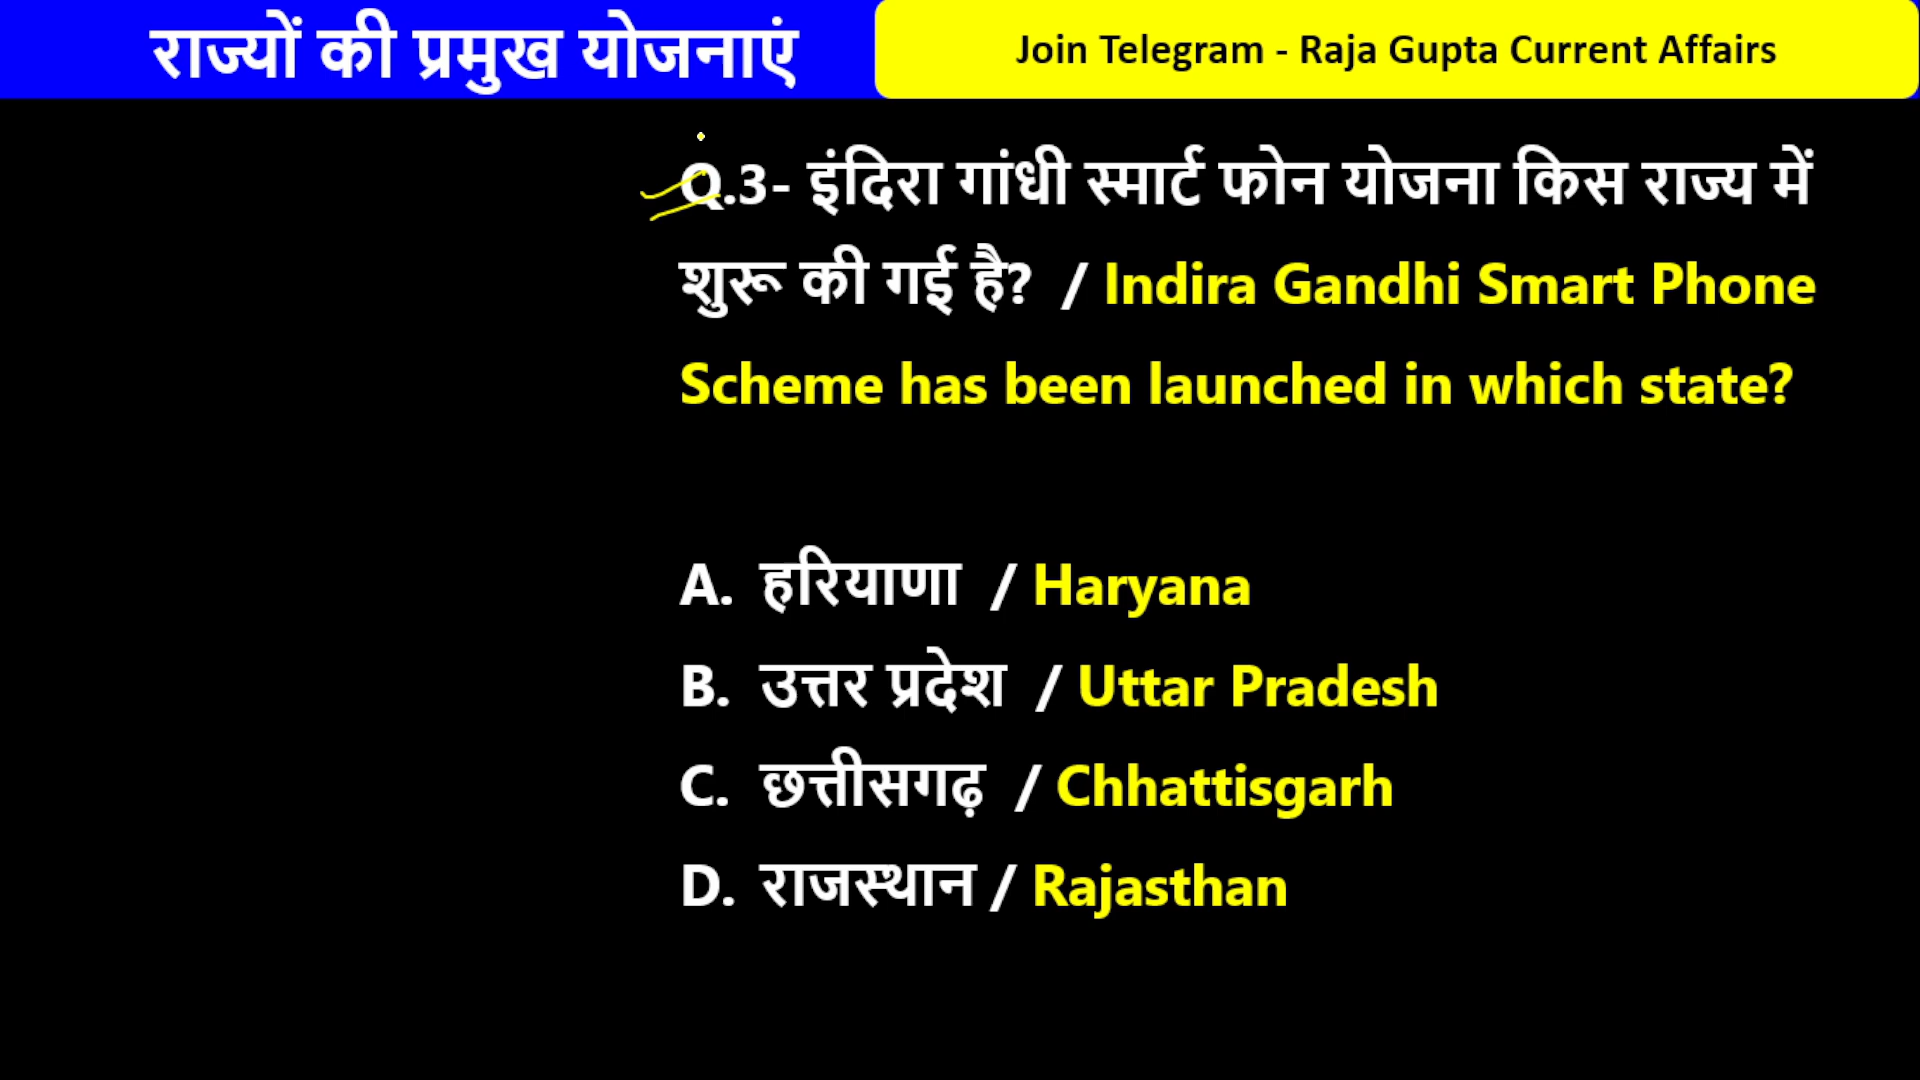 राज्यों की प्रमुख योजनाएं
Join Telegram - Raja Gupta Current Affairs
Q.3- इंदिरा गांधी स्मार्ट फोन योजना किस राज्य में
शुरू की गई है? / Indira Gandhi Smart Phone
Scheme has been launched in which state?
A. हरियाणा / Haryana
B. उत्तर प्रदेश / Uttar Pradesh
C. छत्तीसगढ़ / Chhattisgarh
D. राजस्थान / Rajasthan